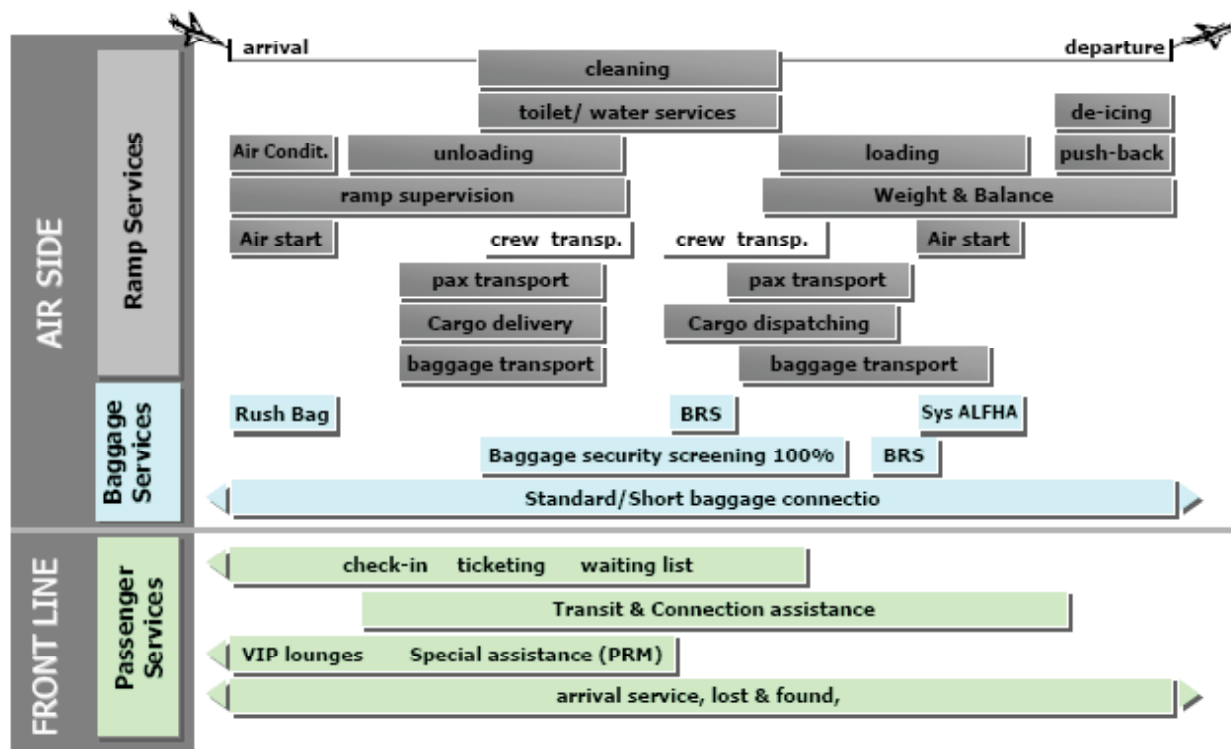 arrival
departure
cleaning
toilet/ water services
de-icing
Air Condit.
unloading
loading
push-back
ramp supervision
Weight & Balance
Air start
crew transp.
crew transp.
Air start
pax transport
pax transport
Cargo delivery
Cargo dispatching
baggage transport
baggage transport
AIR SIDE
Ramp Services
Baggage
Services
Rush Bag
BRS
Sys ALFHA
Baggage security screening 100%
BRS
Standard/Short baggage connectio
FRONT LINE
Passenger
Services
check-in ticketing waiting list
Transit & Connection assistance
VIP lounges Special assistance (PRM)
arrival service, lost & found,